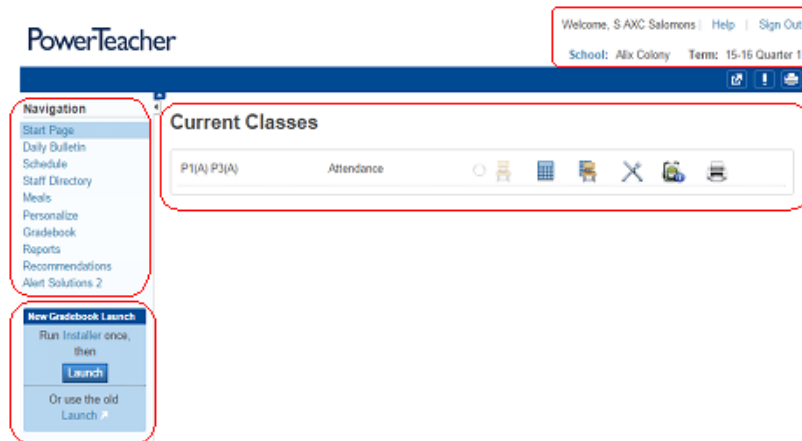 PowerTeacher
Welcome, S AXC Salomons | Help | Sign Out
School: Alix Colony Term: 15-16 Quarter 1
Navigation
Start Page
Daily Bulletin
Schedule
Staff Directory
Meals
Personalize
Gradebook
Reports
Recommendations
Alert Solutions 2
Current Classes
P1(A) P3(A) Attendance
New Gradebook Launch
Run Installer once,
then
Launch
Or use the old
Launch